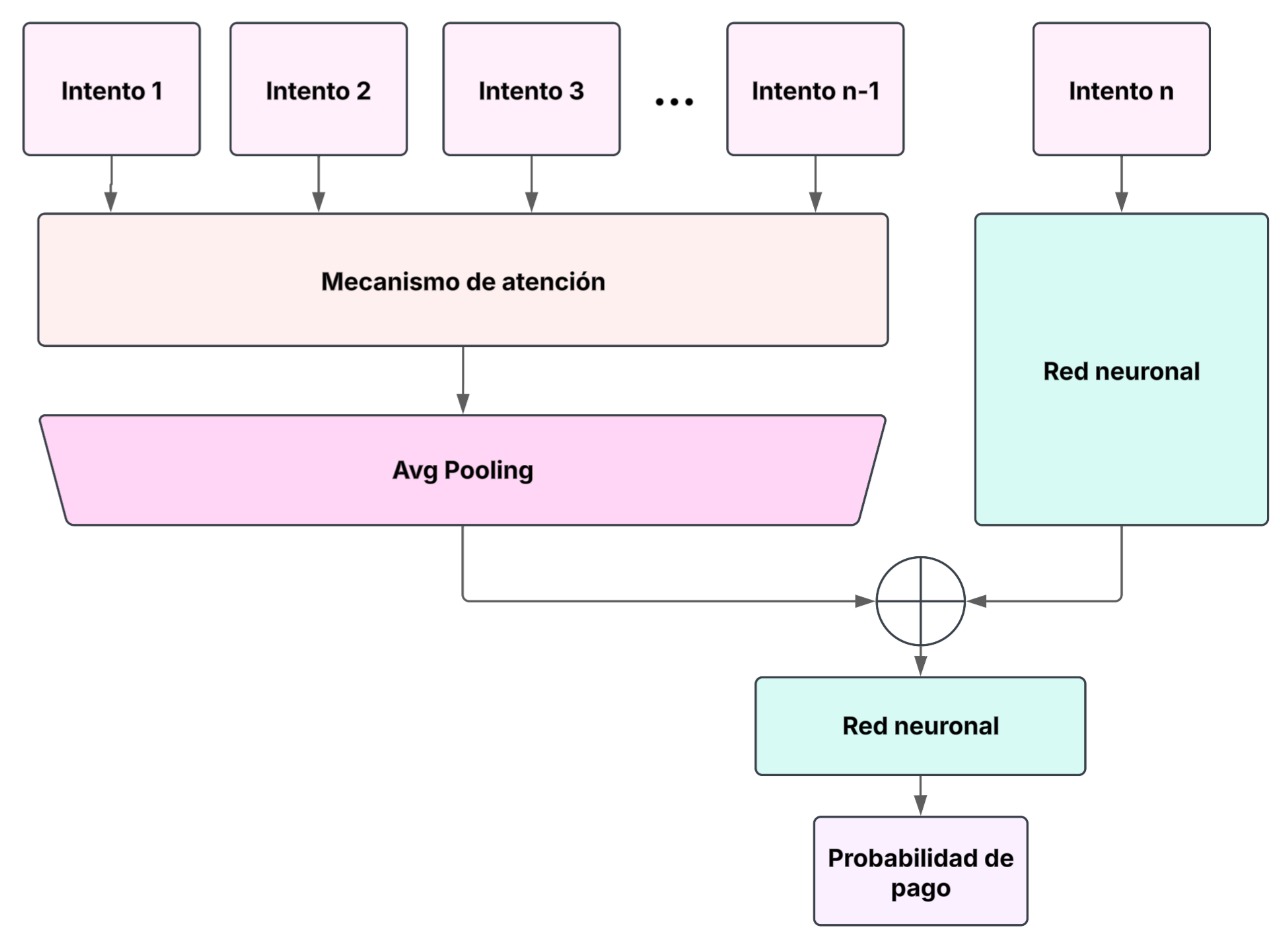 Intento 1
Intento 2
Intento 3
...
Intento n-1
Intento n
Mecanismo de atención
Red neuronal
Avg Pooling
Red neuronal
Probabilidad de
pago